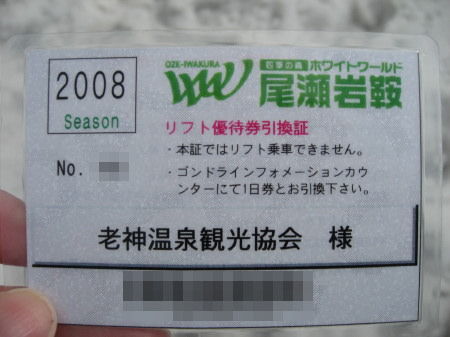 2008
Season
OZE-IWAKURA
WWW
四季の森 ホワイトワールド
尾瀬岩鞍
リフト優待券引換証
・本証ではリフト乗車できません。
・ゴンドラインフォメーションカウ
ンターにて1日券とお引換下さい。
No.
老神温泉観光協会 様